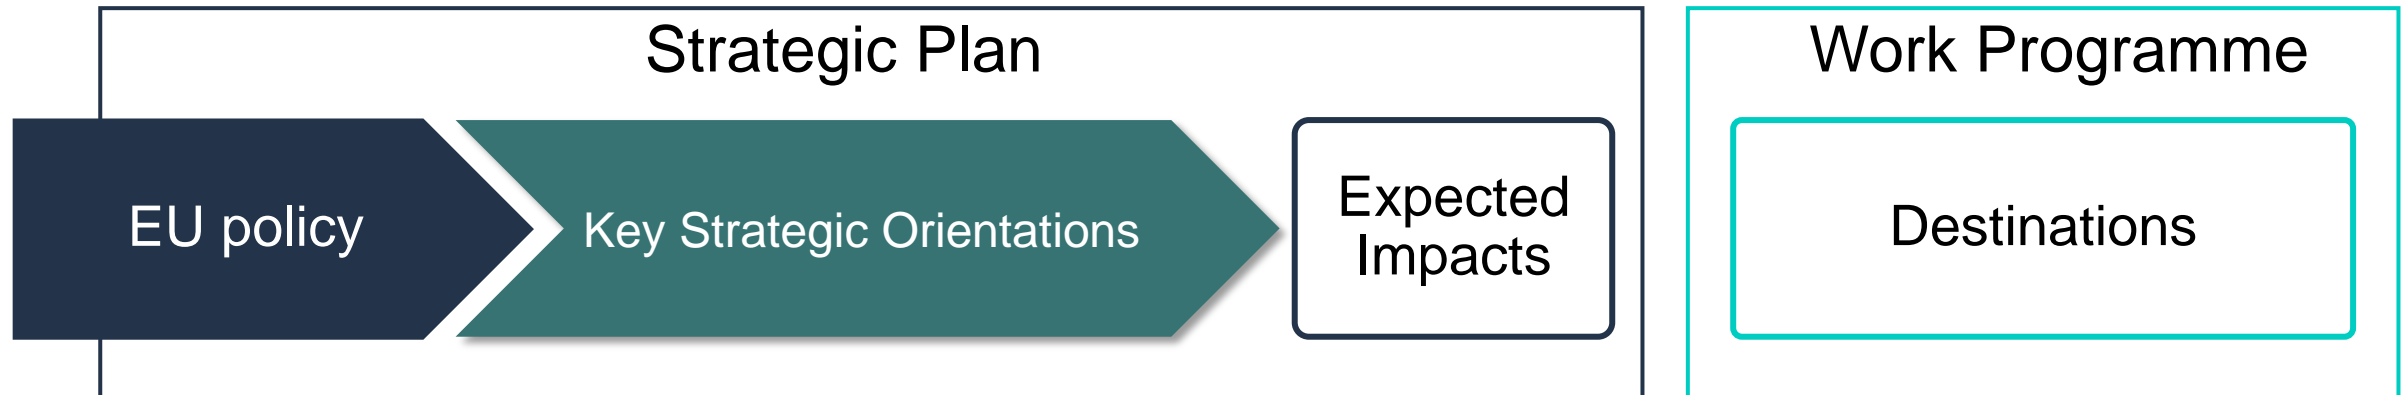 Strategic Plan
Work Programme
EU policy
Key Strategic Orientations
Expected
Impacts
Destinations